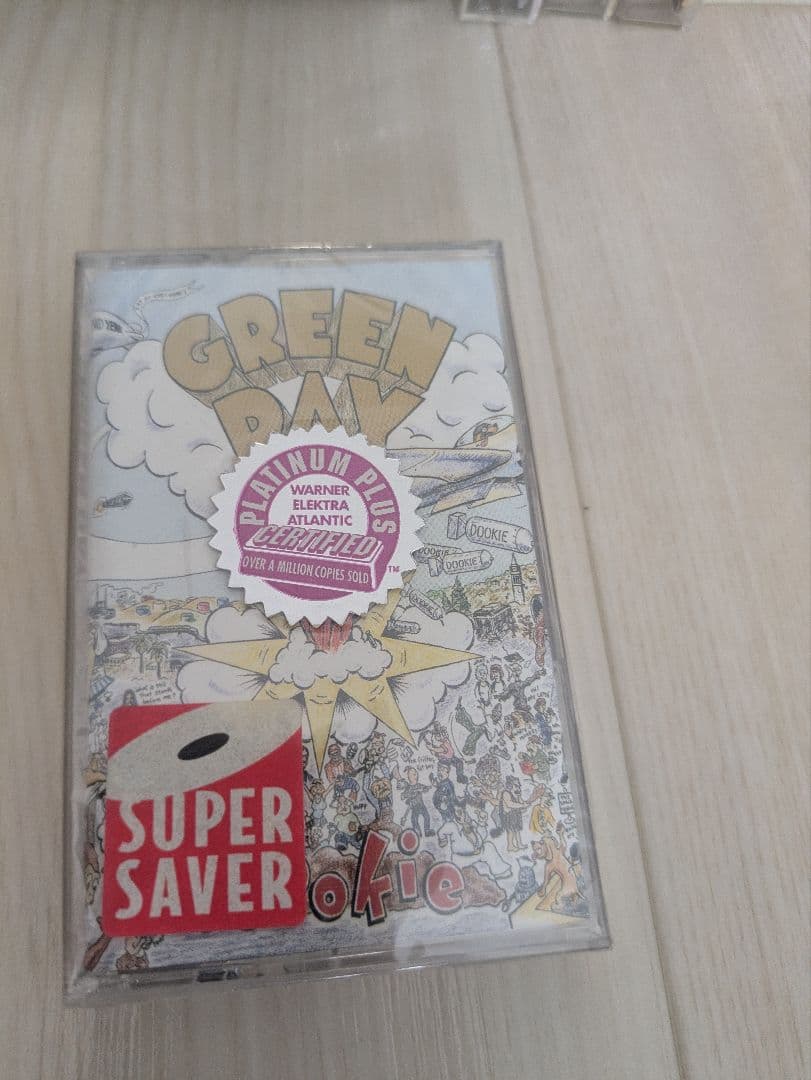 GREEN
DAY
PLATINUM PLUS
WARNER
ELEKTRA
ATLANTIC
CERTIFIED
OVER A MILLION COPIES SOLD
TM
DOOKIE
DOOKIE
DOOKIE
SUPER
SAVER
okie